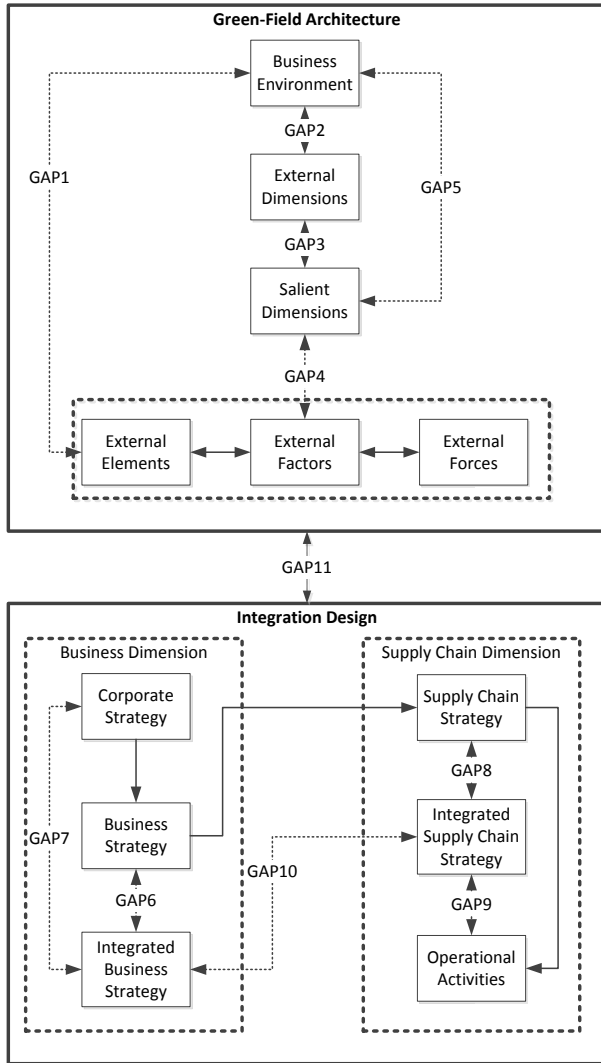 Green-Field Architecture
Business
Environment
GAP2
GAP1
External
Dimensions
GAP5
GAP3
Salient
Dimensions
GAP4
External
Elements
External
Factors
External
Forces
GAP11
Integration Design
Business Dimension
Supply Chain Dimension
Corporate
Strategy
Supply Chain
Strategy
GAP8
Business
Strategy
Integrated
Supply Chain
Strategy
GAP7
GAP10
GAP6
GAP9
Integrated
Business
Strategy
Operational
Activities